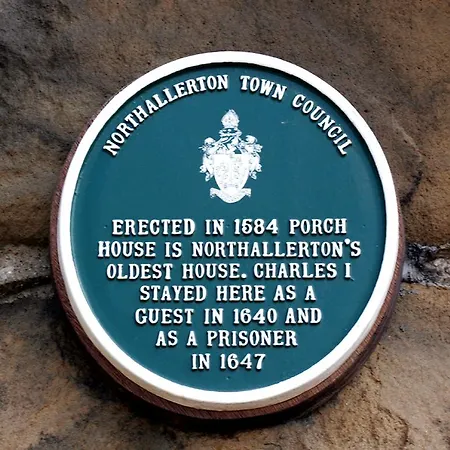 NORTHALLERTON TOWN COUNCIL
ERECTED IN 1584 PORCH
HOUSE IS NORTHALLERTON'S
OLDEST HOUSE. CHARLES I
STAYED HERE AS A
GUEST IN 1640 AND
AS A PRISONER
IN 1647